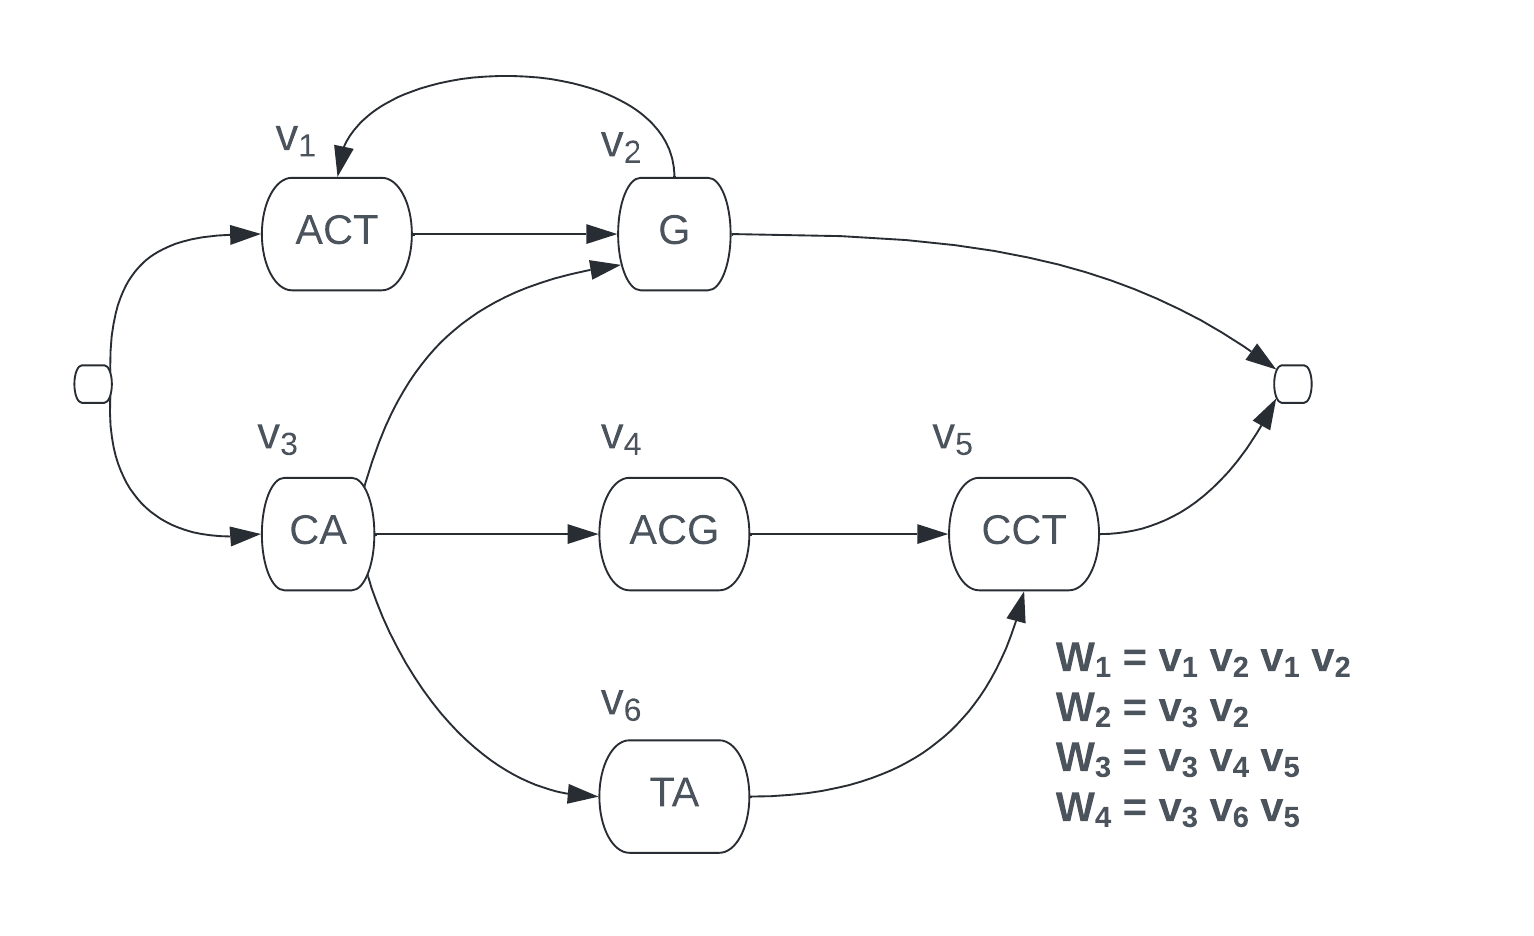 v₁
v₂
ACT
G
v₃
v₄
v₅
CA
ACG
CCT
v₆
TA
W₁ = v₁ v₂ v₁ v₂
W₂ = v₃ v₂
W₃ = v₃ v₄ v₅
W₄ = v₃ v₆ v₅